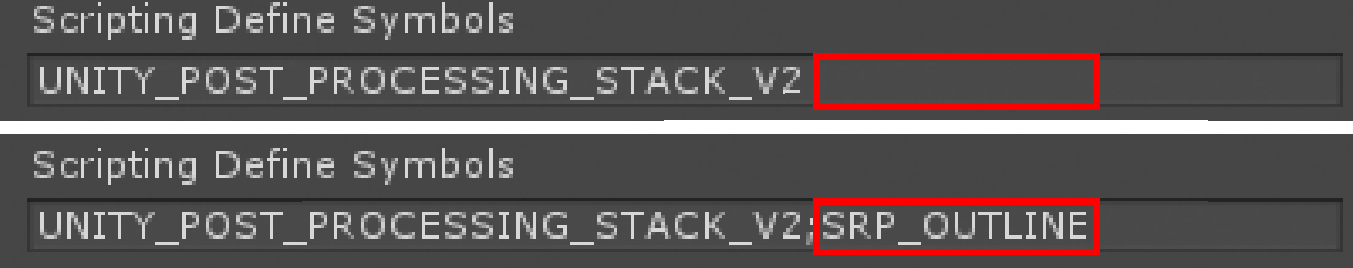 Scripting Define Symbols
UNITY_POST_PROCESSING_STACK_V2
Scripting Define Symbols
UNITY_POST_PROCESSING_STACK_V2;SRP_OUTLINE